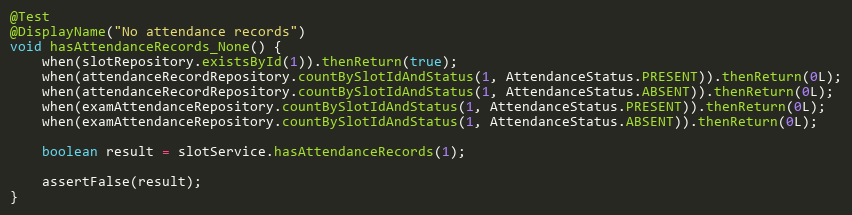 @Test
@DisplayName("No attendance records")
void hasAttendanceRecords_None() {
    when(slotRepository.existsById(1)).thenReturn(true);
    when(attendanceRecordRepository.countBySlotIdAndStatus(1, AttendanceStatus.PRESENT)).thenReturn(0L);
    when(attendanceRecordRepository.countBySlotIdAndStatus(1, AttendanceStatus.ABSENT)).thenReturn(0L);
    when(examAttendanceRepository.countBySlotIdAndStatus(1, AttendanceStatus.PRESENT)).thenReturn(0L);
    when(examAttendanceRepository.countBySlotIdAndStatus(1, AttendanceStatus.ABSENT)).thenReturn(0L);
    boolean result = slotService.hasAttendanceRecords(1);
    assertFalse(result);
}